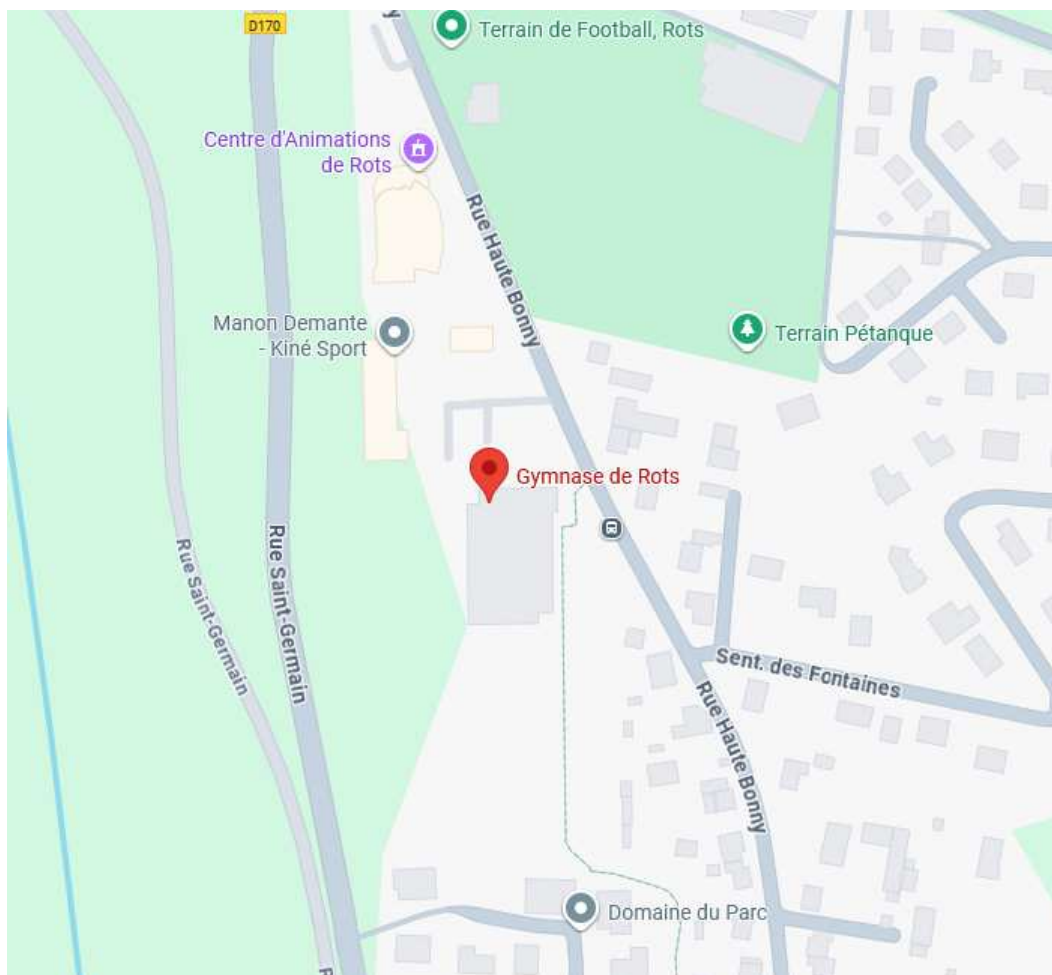 D170
Terrain de Football, Rots
Centre d'Animations
de Rots
Rue Haute Bonny
Manon Demante
- Kiné Sport
Terrain Pétanque
Gymnase de Rots
Rue Saint-Germain
Rue Saint-Germain
Sent. des Fontaines
Rue Haute Bonny
Domaine du Parc